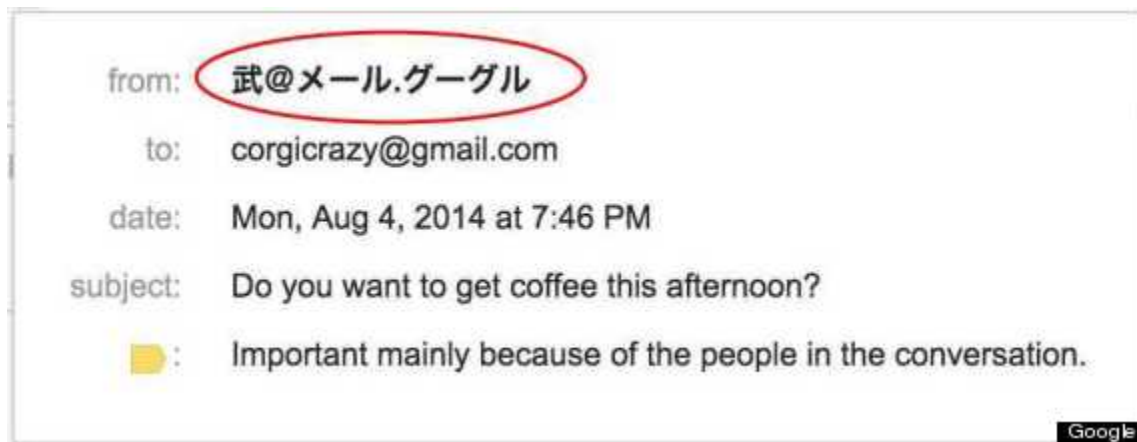 from: 武@メール.グーグル
to: corgicrazy@gmail.com
date: Mon, Aug 4, 2014 at 7:46 PM
subject: Do you want to get coffee this afternoon?
: Important mainly because of the people in the conversation.
Google